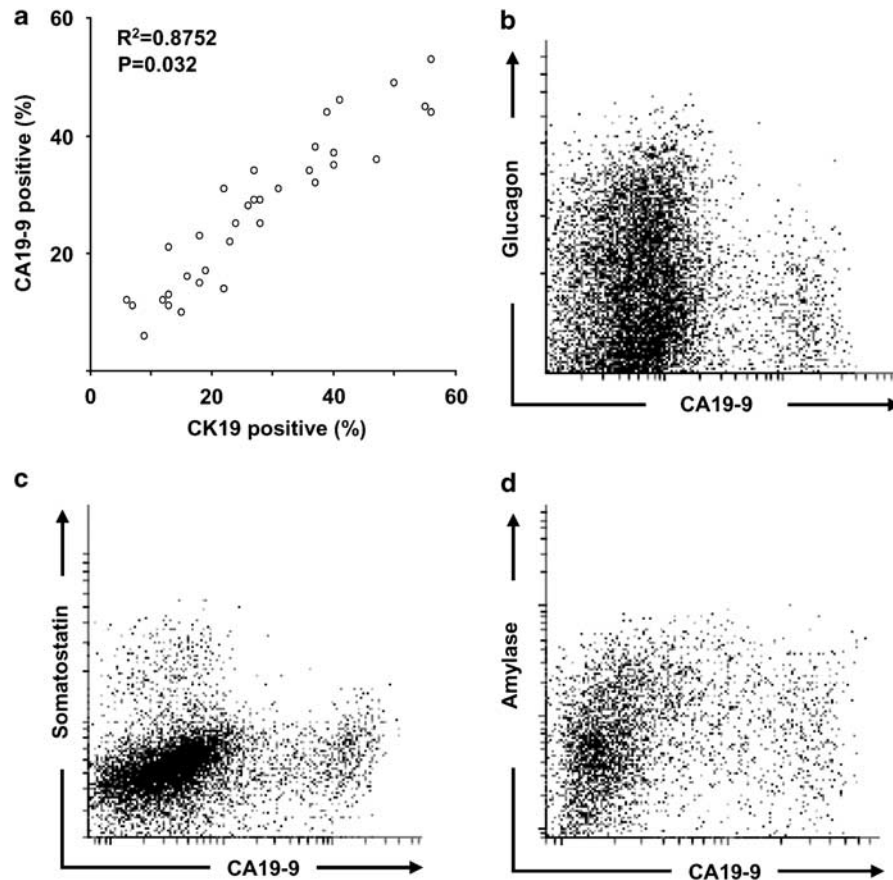 a
R²=0.8752
P=0.032
60
40
20
CA19-9 positive (%)
0 20 40 60
CK19 positive (%)
b
Glucagon
CA19-9
c
Somatostatin
CA19-9
d
Amylase
CA19-9